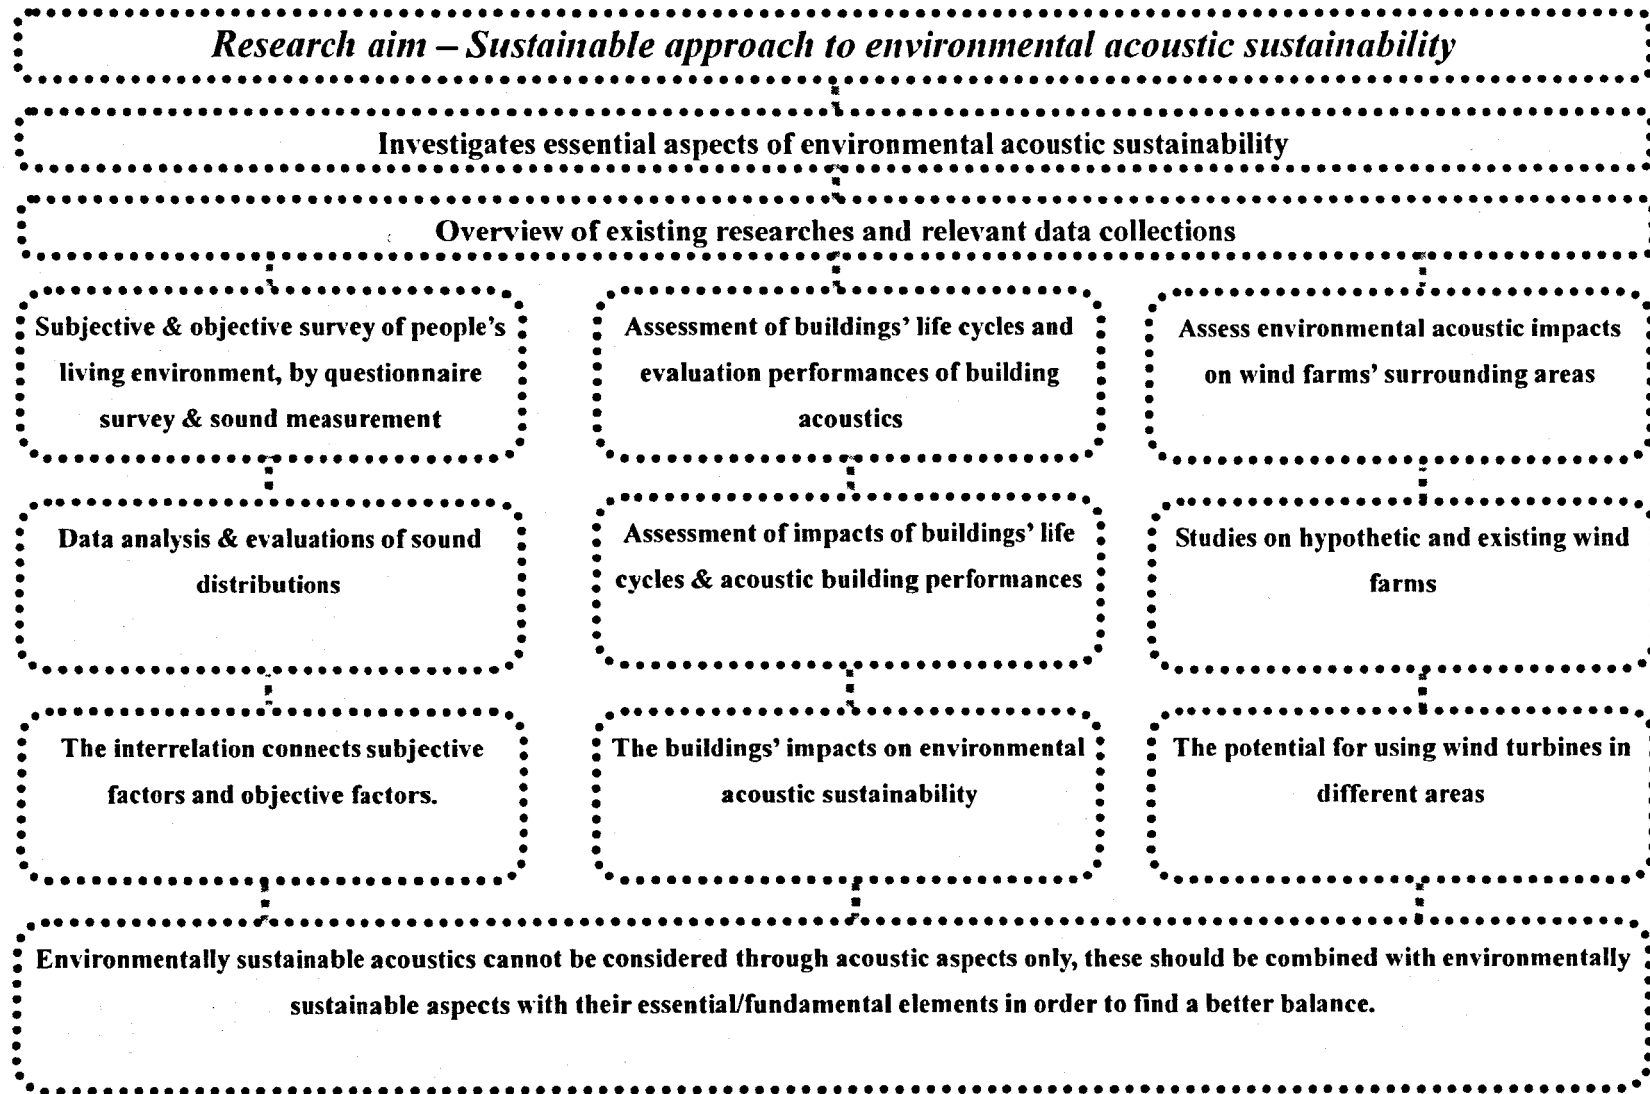 Research aim – Sustainable approach to environmental acoustic sustainability
Investigates essential aspects of environmental acoustic sustainability
Overview of existing researches and relevant data collections
Subjective & objective survey of people's
living environment, by questionnaire
survey & sound measurement
Assessment of buildings' life cycles and
evaluation performances of building
acoustics
Assess environmental acoustic impacts
on wind farms' surrounding areas
Data analysis & evaluations of sound
distributions
Assessment of impacts of buildings' life
cycles & acoustic building performances
Studies on hypothetic and existing wind
farms
The interrelation connects subjective
factors and objective factors.
The buildings' impacts on environmental
acoustic sustainability
The potential for using wind turbines in
different areas
Environmentally sustainable acoustics cannot be considered through acoustic aspects only, these should be combined with environmentally
sustainable aspects with their essential/fundamental elements in order to find a better balance.